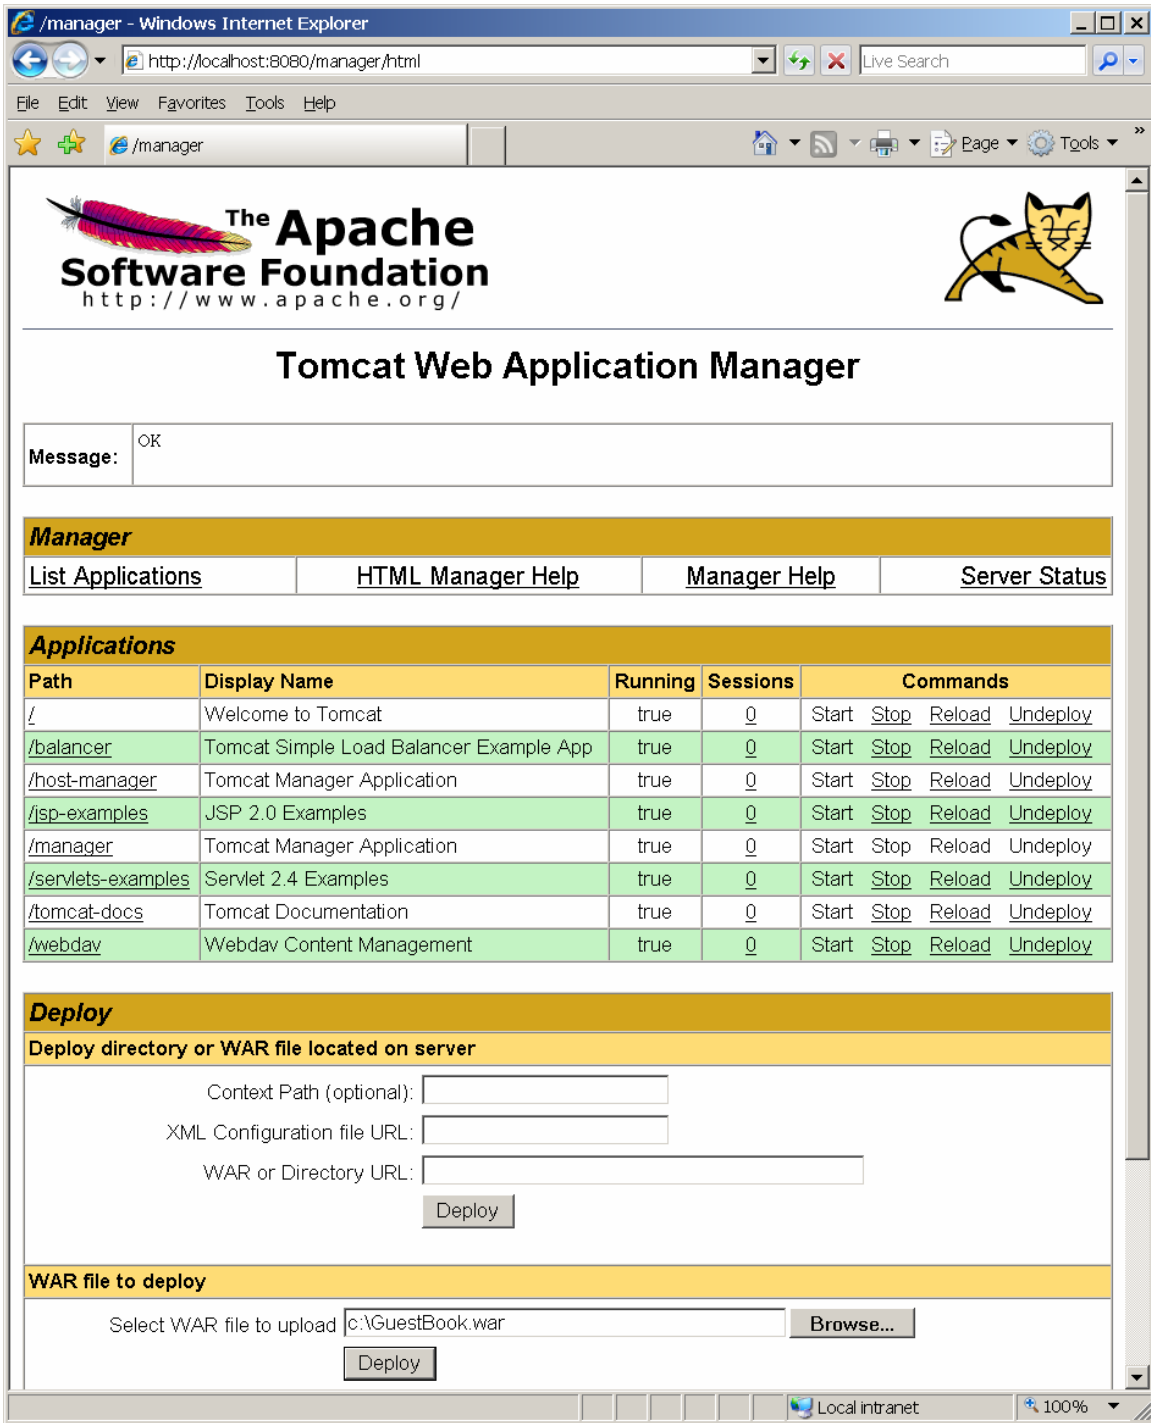 /manager - Windows Internet Explorer
http://localhost:8080/manager/html Live Search
File Edit View Favorites Tools Help
/manager Page Tools »
The Apache
Software Foundation
http://www.apache.org/
Tomcat Web Application Manager
Message: OK
Manager
List Applications HTML Manager Help Manager Help Server Status
Applications
Path Display Name Running Sessions Commands
/ Welcome to Tomcat true 0 Start Stop Reload Undeploy
/balancer Tomcat Simple Load Balancer Example App true 0 Start Stop Reload Undeploy
/host-manager Tomcat Manager Application true 0 Start Stop Reload Undeploy
/jsp-examples JSP 2.0 Examples true 0 Start Stop Reload Undeploy
/manager Tomcat Manager Application true 0 Start Stop Reload Undeploy
/servlets-examples Servlet 2.4 Examples true 0 Start Stop Reload Undeploy
/tomcat-docs Tomcat Documentation true 0 Start Stop Reload Undeploy
/webdav Webdav Content Management true 0 Start Stop Reload Undeploy
Deploy
Deploy directory or WAR file located on server
Context Path (optional):
XML Configuration file URL:
WAR or Directory URL:
Deploy
WAR file to deploy
Select WAR file to upload c:\GuestBook.war Browse...
Deploy
Local intranet 100%